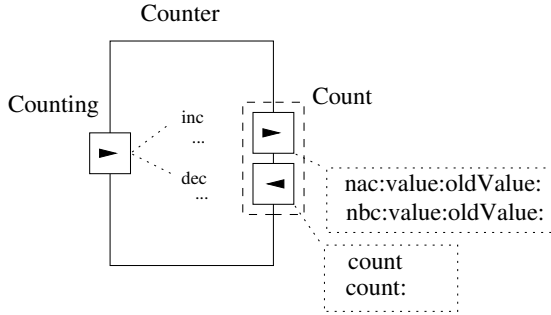 Counter
Counting
inc
...
dec
...
Count
nac:value:oldValue:
nbc:value:oldValue:
count
count: